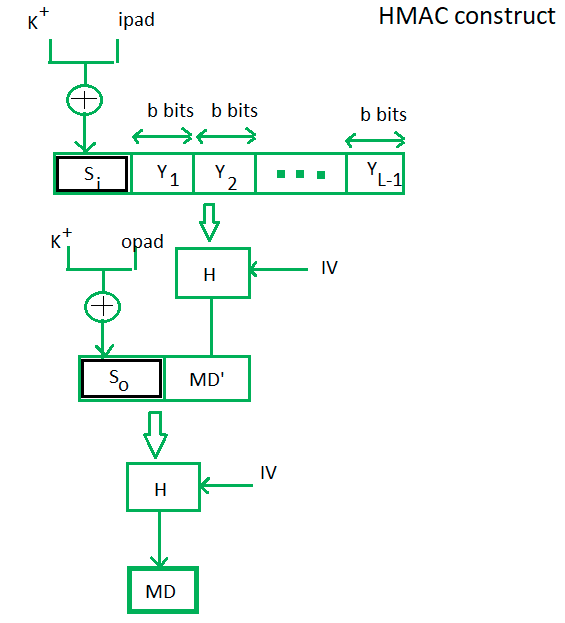 HMAC construct
K+ ipad
+
b bits b bits b bits
Si Y1 Y2 ... YL-1
K+ opad
H IV
+
So MD'
H IV
MD